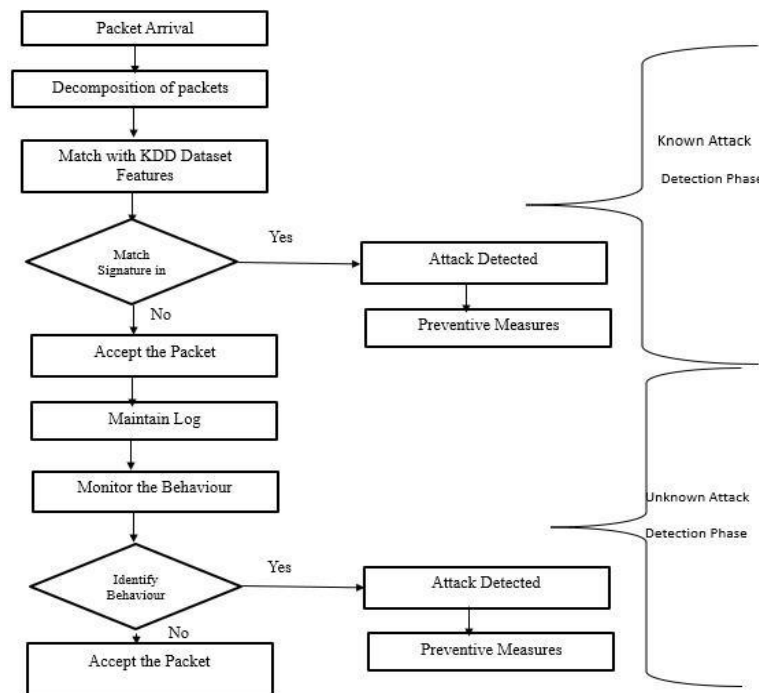 Packet Arrival
Decomposition of packets
Match with KDD Dataset
Features
Match
Signature in
Yes
Attack Detected
Preventive Measures
No
Accept the Packet
Maintain Log
Monitor the Behaviour
Identify
Behaviour
Yes
Attack Detected
Preventive Measures
No
Accept the Packet
Known Attack
Detection Phase
Unknown Attack
Detection Phase